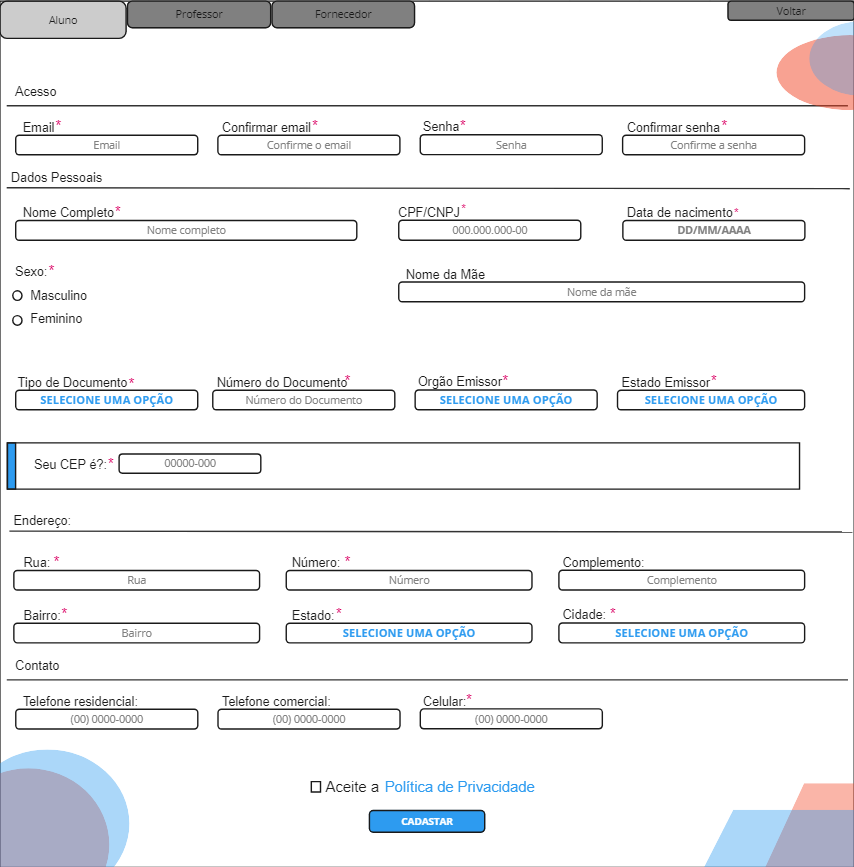 Aluno
Professor
Fornecedor
Voltar
Acesso
Email* Confirmar email* Senha* Confirmar senha*
Email Confirme o email Senha Confirme a senha
Dados Pessoais
Nome Completo* CPF/CNPJ* Data de nacimento*
Nome completo 000.000.000-00 DD/MM/AAAA
Sexo:* Nome da Mãe
Masculino Nome da mãe
Feminino
Tipo de Documento* Número do Documento* Orgão Emissor* Estado Emissor*
SELECIONE UMA OPÇÃO Número do Documento SELECIONE UMA OPÇÃO SELECIONE UMA OPÇÃO
Seu CEP é?:* 00000-000
Endereço:
Rua: * Número: * Complemento:
Rua Número Complemento
Bairro:* Estado:* Cidade: *
Bairro SELECIONE UMA OPÇÃO SELECIONE UMA OPÇÃO
Contato
Telefone residencial: Telefone comercial: Celular:*
(00) 0000-0000 (00) 0000-0000 (00) 0000-0000
Aceite a Política de Privacidade
CADASTAR